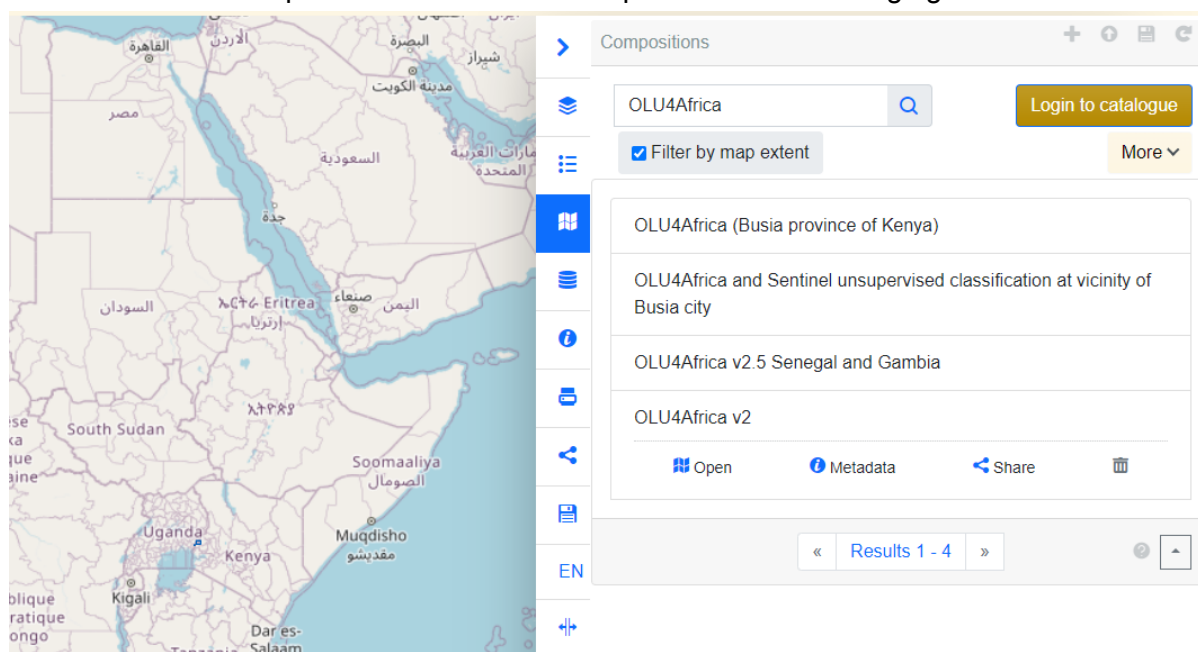 القاهرة
الأردن
البصرة
شيراز
مدينة الكويت
مصر
السعودية
مارات العربية
المتحدة
جدة
السودان
ኤርትራ Eritrea
إرتريا
صنعاء
اليمن
ኢትዮጵያ
South Sudan
Soomaaliya
الصومال
Uganda
Kenya
Muqdisho
مقديشو
Kigali
blique
ratique
ongo
Dar es-
Salaam
Compositions
OLU4Africa
Login to catalogue
Filter by map extent
More
OLU4Africa (Busia province of Kenya)
OLU4Africa and Sentinel unsupervised classification at vicinity of
Busia city
OLU4Africa v2.5 Senegal and Gambia
OLU4Africa v2
Open Metadata Share
« Results 1 - 4 »
EN